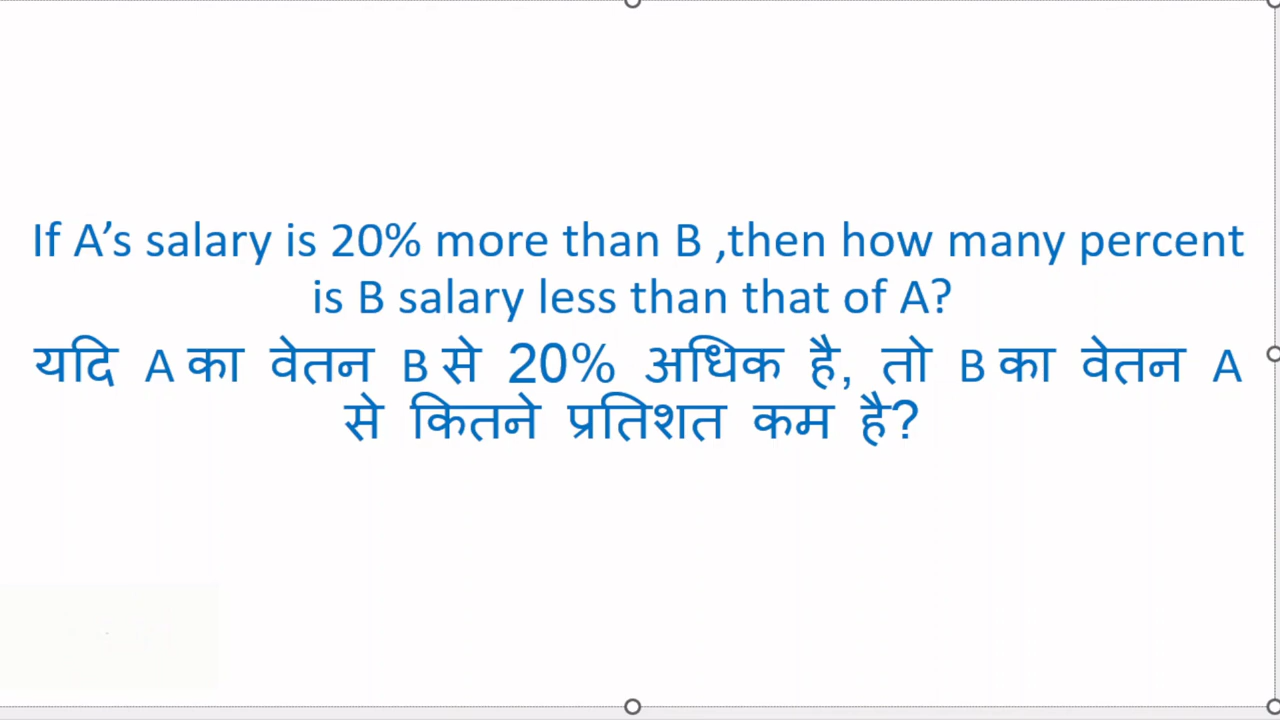 If A’s salary is 20% more than B ,then how many percent
is B salary less than that of A?
यदि A का वेतन B से 20% अधिक है, तो B का वेतन A
से कितने प्रतिशत कम है?